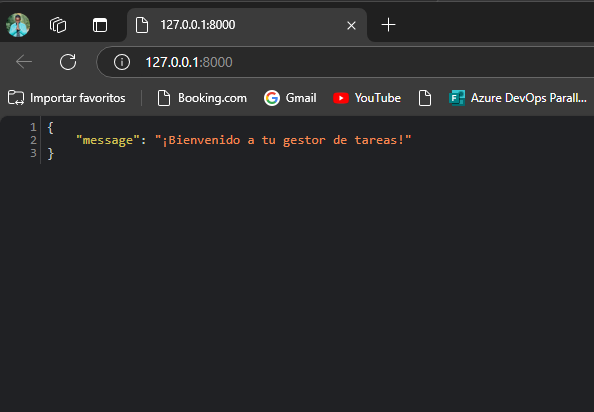 127.0.0.1:8000
127.0.0.1:8000
Importar favoritos Booking.com Gmail YouTube Azure DevOps Parall...
1 {
2 "message": "¡Bienvenido a tu gestor de tareas!"
3 }